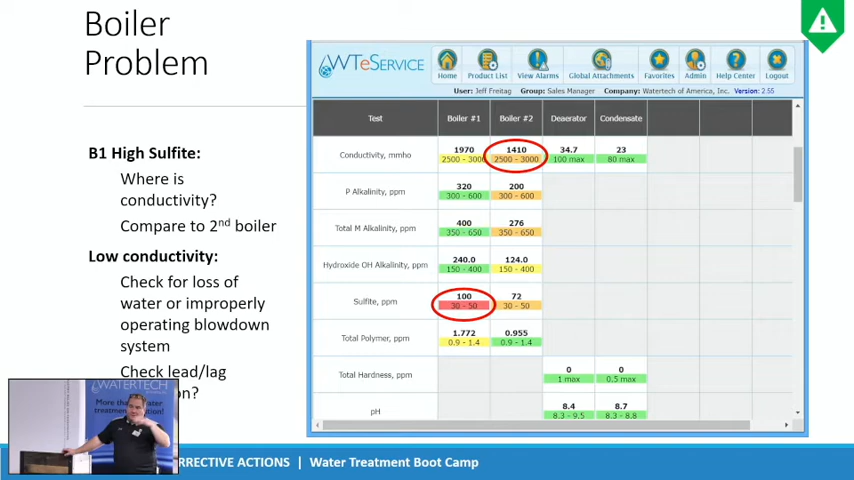 Boiler
Problem
B1 High Sulfite:
Where is
conductivity?
Compare to 2nd boiler
Low conductivity:
Check for loss of
water or improperly
operating blowdown
system
Check lead/lag
n?
WTeService
Home Product List View Alarms Global Attachments Favorites Admin Help Center Logout
User: Jeff Freitag Group: Sales Manager Company: Watertech of America, Inc. Version: 2.55
Test Boiler #1 Boiler #2 Deaerator Condensate
Conductivity, mmho 1970 1410 34.7 23
2500 - 3000 2500 - 3000 100 max 80 max
P Alkalinity, ppm 320 200
300 - 600 300 - 600
Total M Alkalinity, ppm 400 276
350 - 650 350 - 650
Hydroxide OH Alkalinity, ppm 240.0 124.0
150 - 400 150 - 400
Sulfite, ppm 100 72
30 - 50 30 - 50
Total Polymer, ppm 1.772 0.955
0.9 - 1.4 0.9 - 1.4
Total Hardness, ppm 0 0
1 max 0.5 max
pH 8.4 8.7
8.3 - 9.5 8.3 - 8.8
WATERTECH
More than water
treatment
RRECTIVE ACTIONS | Water Treatment Boot Camp